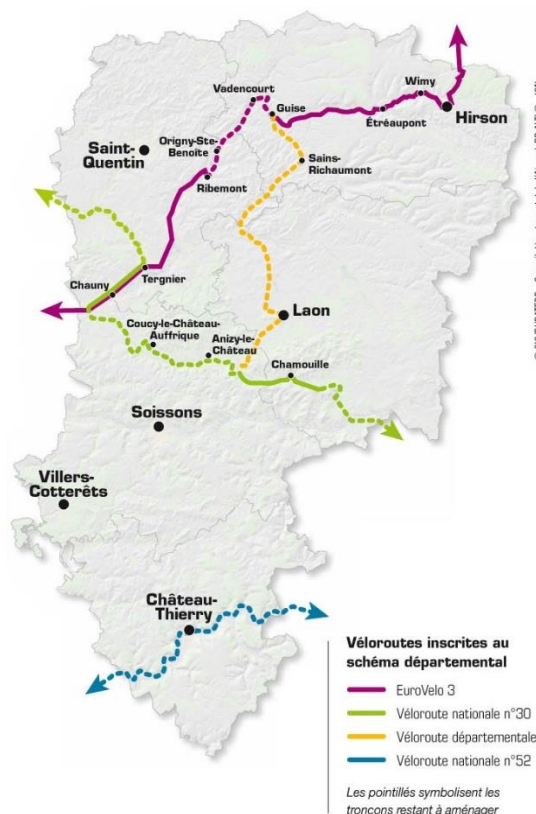 Vadencourt
Guise
Wimy
Hirson
Étréaupont
Saint-
Quentin
Origny-Ste-
Benoîte
Sains-
Richaumont
Ribemont
Chauny
Tergnier
Laon
Coucy-le-Château-
Auffrique
Anizy-le-
Château
Chamouille
Soissons
Villers-
Cotterêts
Château-
Thierry
Véloroutes inscrites au
schéma départemental
EuroVelo 3
Véloroute nationale n°30
Véloroute départementale
Véloroute nationale n°52
Les pointillés symbolisent les
tronçons restant à aménager